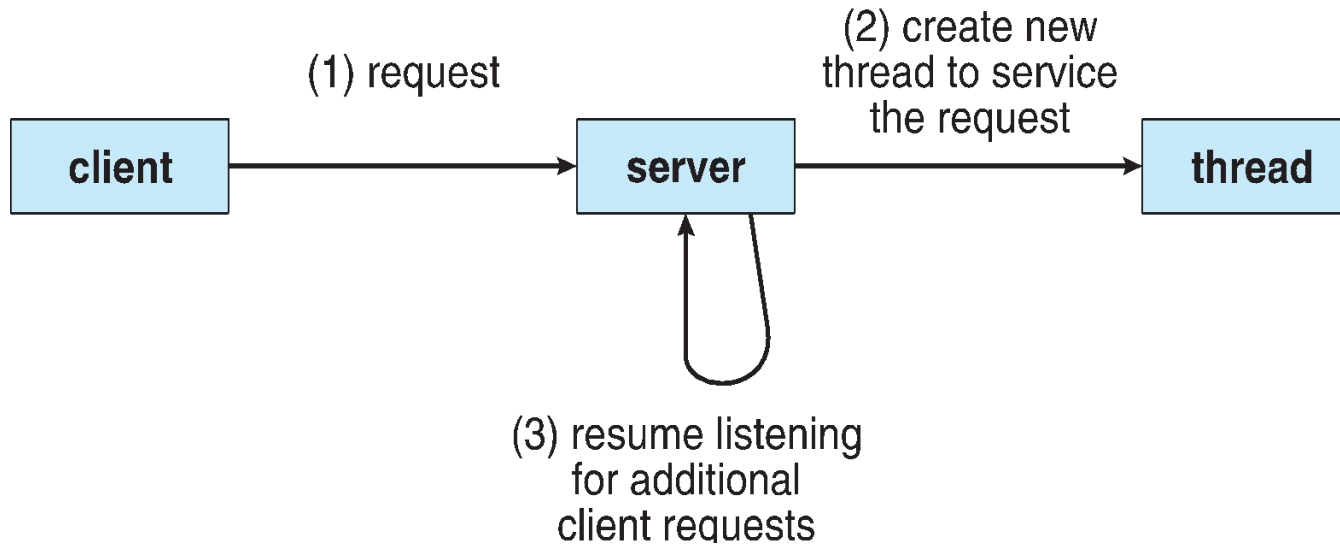 (1) request
(2) create new
thread to service
the request
client
server
thread
(3) resume listening
for additional
client requests